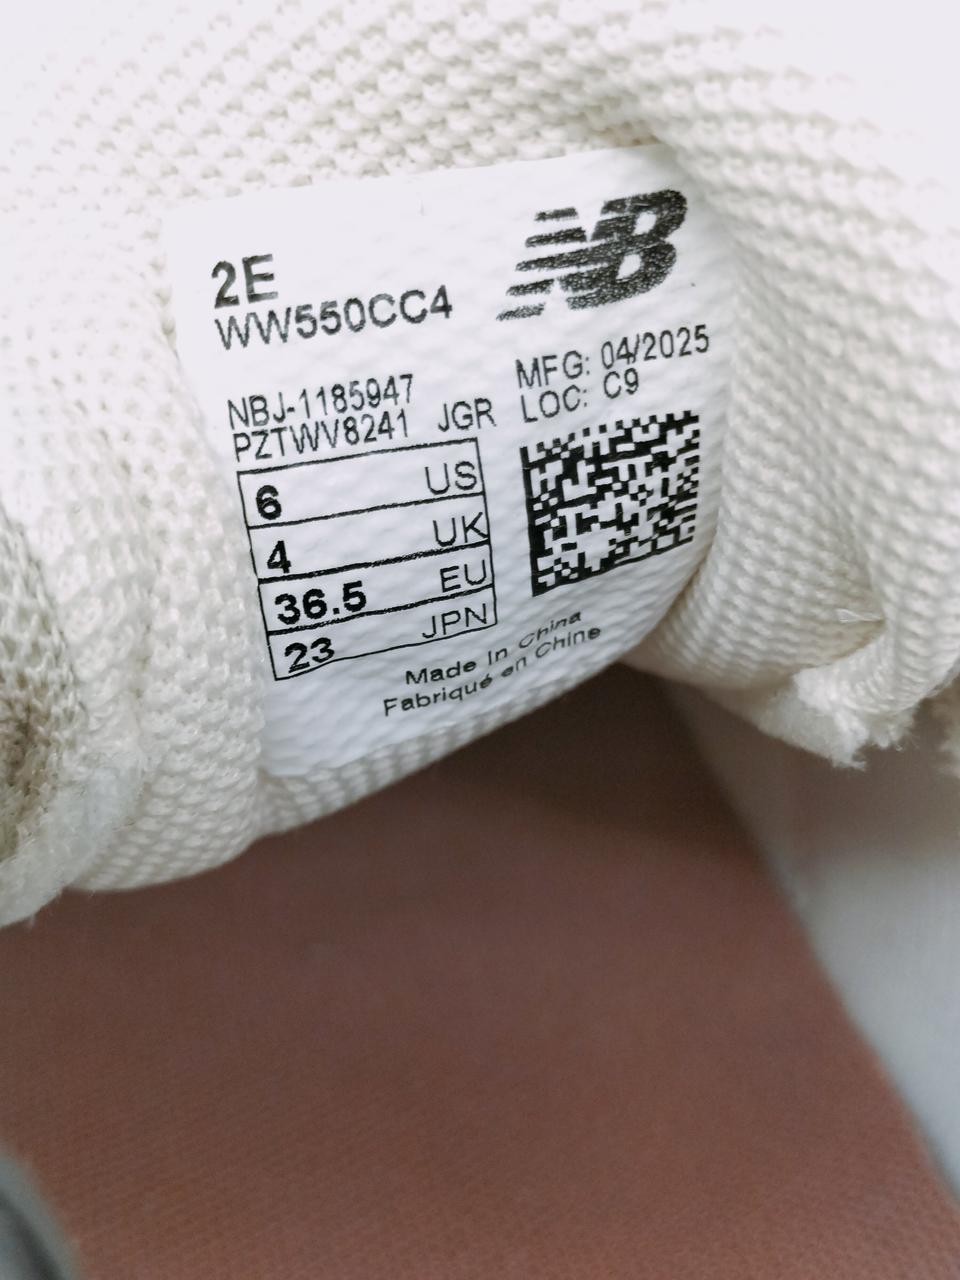 NB
2E
WW550CC4
MFG: 04/2025
LOC: C9
NBJ-1185947
PZTWV8241 JGR
6 US
4 UK
36.5 EU
23 JPN
Made In China
Fabriqué en Chine